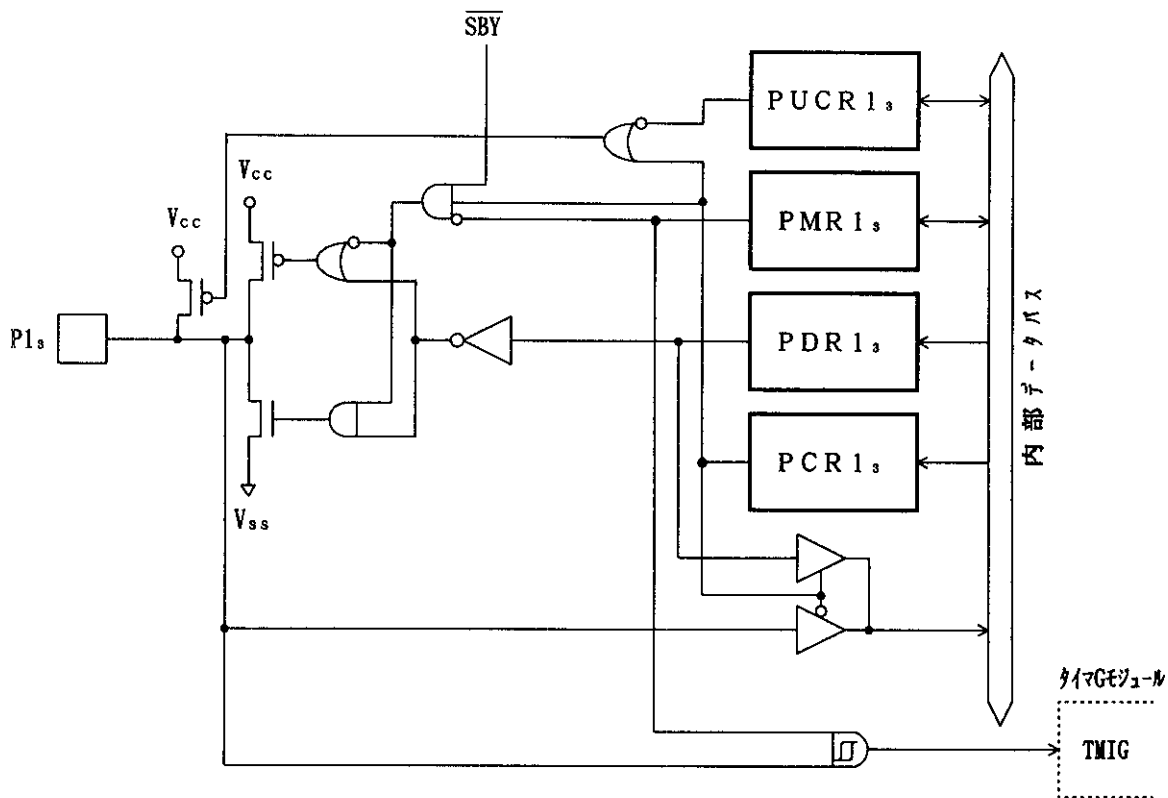 SBY
PUCR1₃
Vcc
Vcc
PMR1₃
P1₃
PDR1₃
内部データバス
PCR1₃
Vss
タイマGモジュール
TMIG